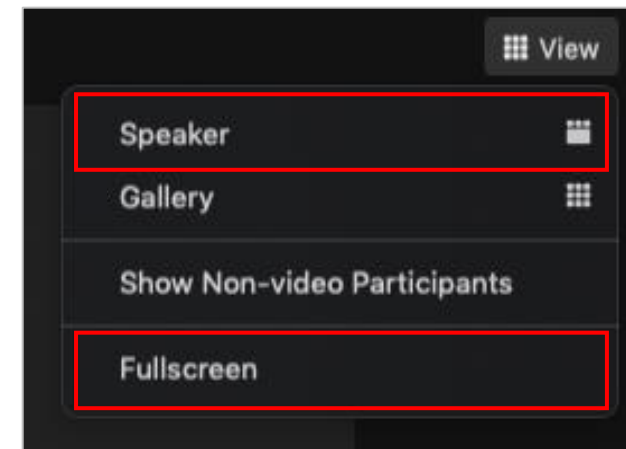 View
Speaker
Gallery
Show Non-video Participants
Fullscreen